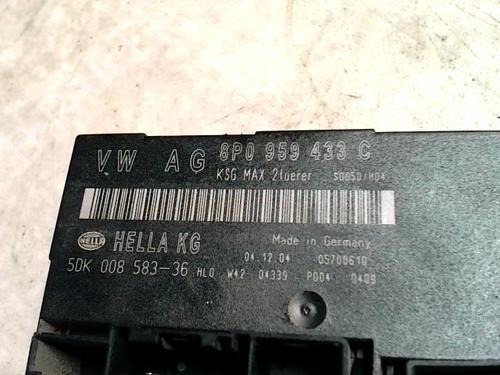 VW AG 8P0 959 433 C
KSG MAX 2tuerer S0050/H04
HELLA HELLA KG Made in Germany
04.12.04 05700610
5DK 008 583-36 HLO W42 04339 P004 0409